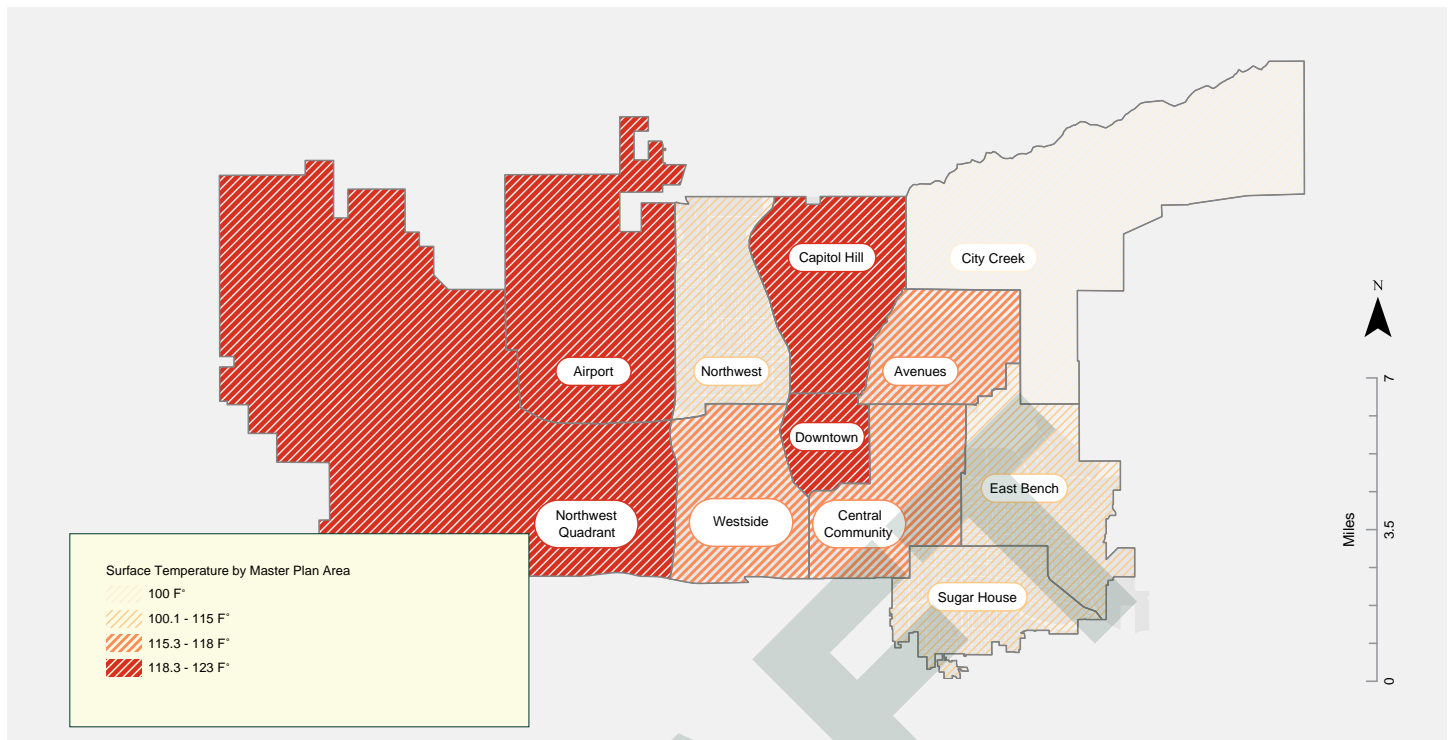 Capitol Hill
City Creek
N
Airport
Northwest
Avenues
7
Downtown
East Bench
Northwest
Quadrant
Westside
Central
Community
Miles
3.5
Surface Temperature by Master Plan Area
100 F°
100.1 - 115 F°
115.3 - 118 F°
118.3 - 123 F°
Sugar House
0